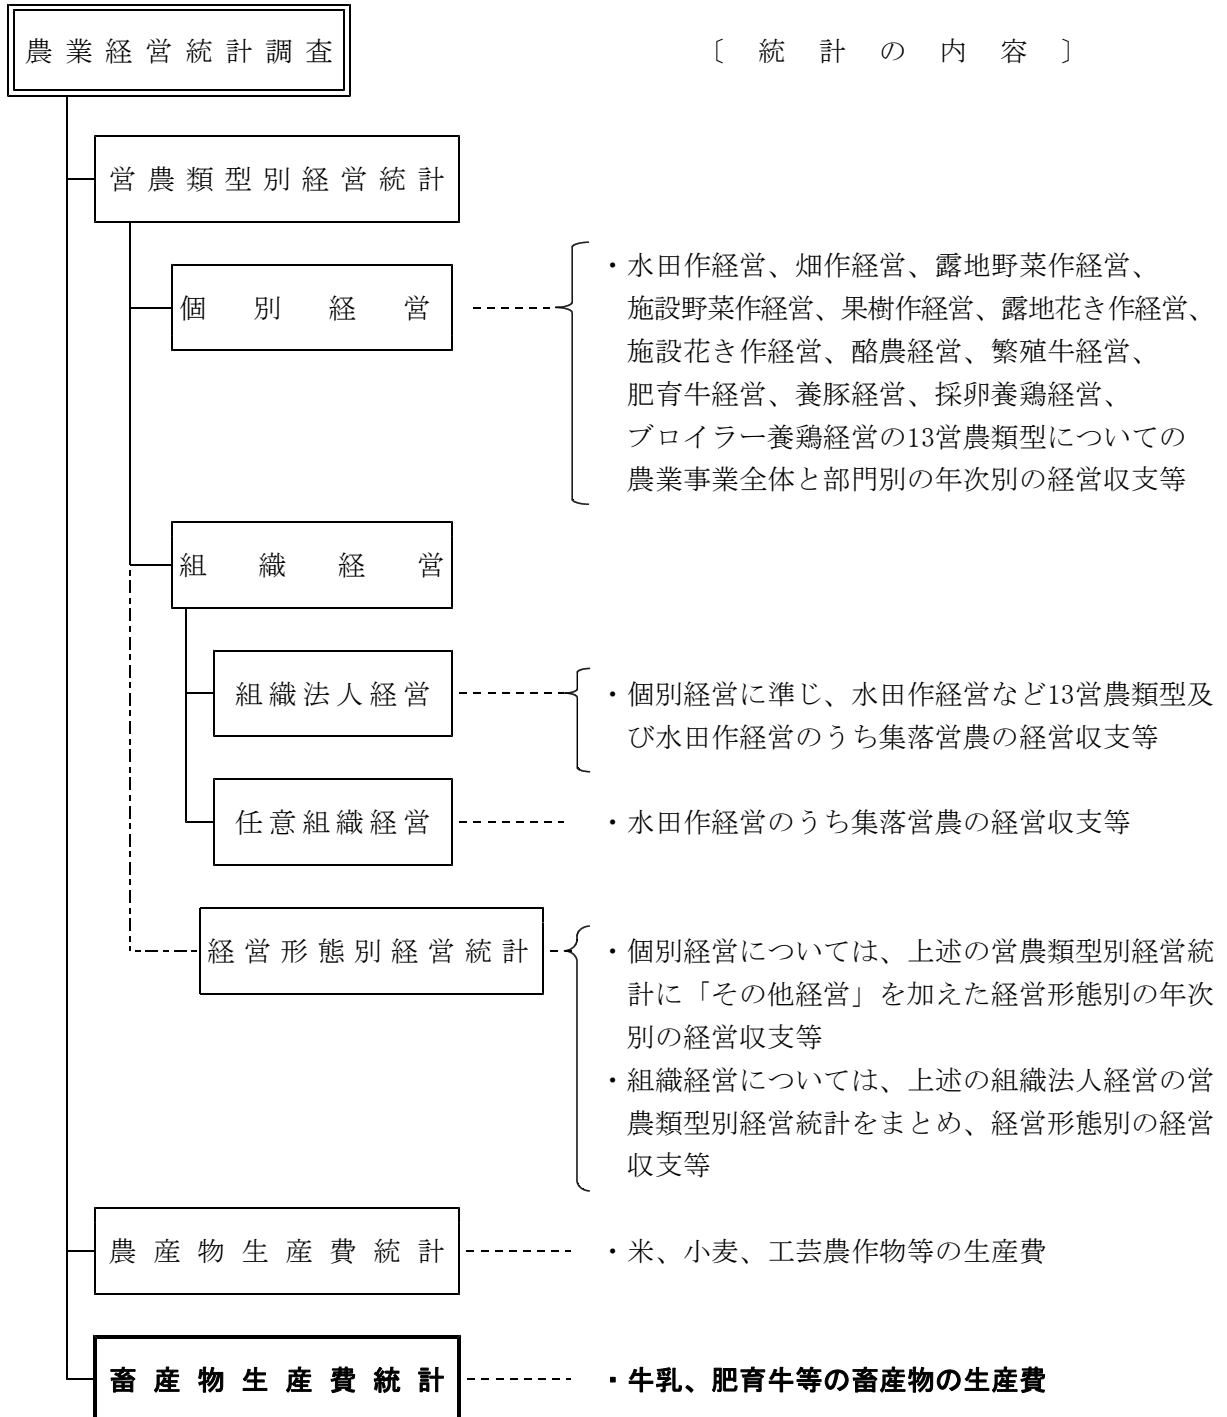 農業経営統計調査
〔統計の内容〕
営農類型別経営統計
個別経営
・水田作経営、畑作経営、露地野菜作経営、
施設野菜作経営、果樹作経営、露地花き作経営、
施設花き作経営、酪農経営、繁殖牛経営、
肥育牛経営、養豚経営、採卵養鶏経営、
ブロイラー養鶏経営の13営農類型についての
農業事業全体と部門別の年次別の経営収支等
組織経営
組織法人経営
・個別経営に準じ、水田作経営など13営農類型及
び水田作経営のうち集落営農の経営収支等
任意組織経営
・水田作経営のうち集落営農の経営収支等
経営形態別経営統計
・個別経営については、上述の営農類型別経営統
計に「その他経営」を加えた経営形態別の年次
別の経営収支等
・組織経営については、上述の組織法人経営の営
農類型別経営統計をまとめ、経営形態別の経営
収支等
農産物生産費統計
・米、小麦、工芸農作物等の生産費
畜産物生産費統計
・牛乳、肥育牛等の畜産物の生産費